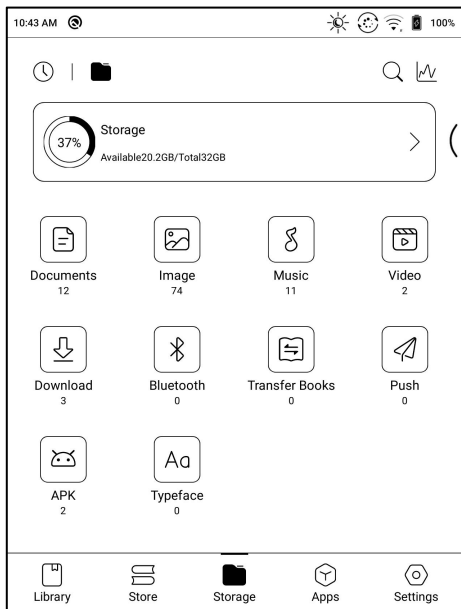 10:43 AM 100%
37%
Storage
Available20.2GB/Total32GB
Documents Image Music Video
12 74 11 2
Download Bluetooth Transfer Books Push
3 0 0 0
Aa
APK Typeface
2 0
Library Store Storage Apps Settings